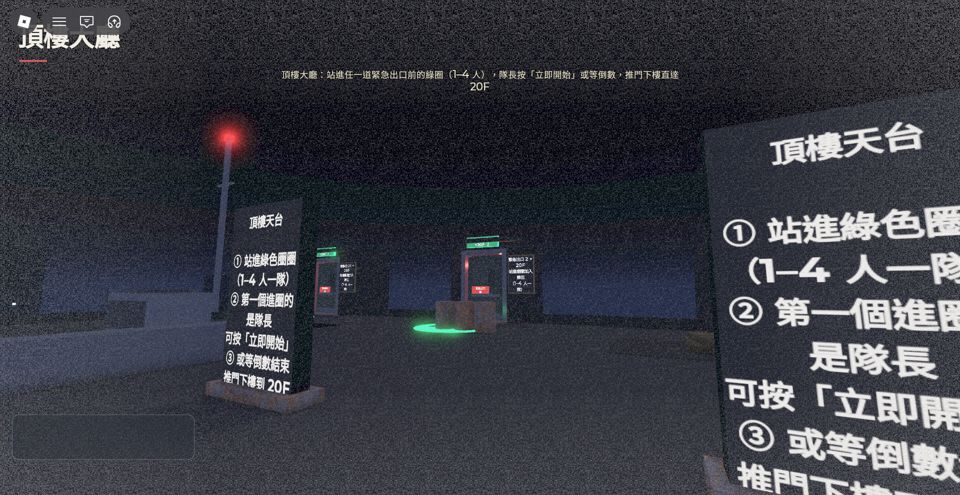 頂樓大廳
頂樓大廳：站進任一道緊急出口前的綠圈（1–4 人），隊長按「立即開始」或等倒數，推門下樓直達
20F
頂樓天台
① 站進綠色圈圈
（1–4 人一隊）
② 第一個進圈的
是隊長
可按「立即開始」
③ 或等倒數結束
推門下樓到 20F
頂樓天台
① 站進綠色圈
（1–4 人一隊
② 第一個進圈
是隊長
可按「立即開
③ 或等倒數
推門下樓